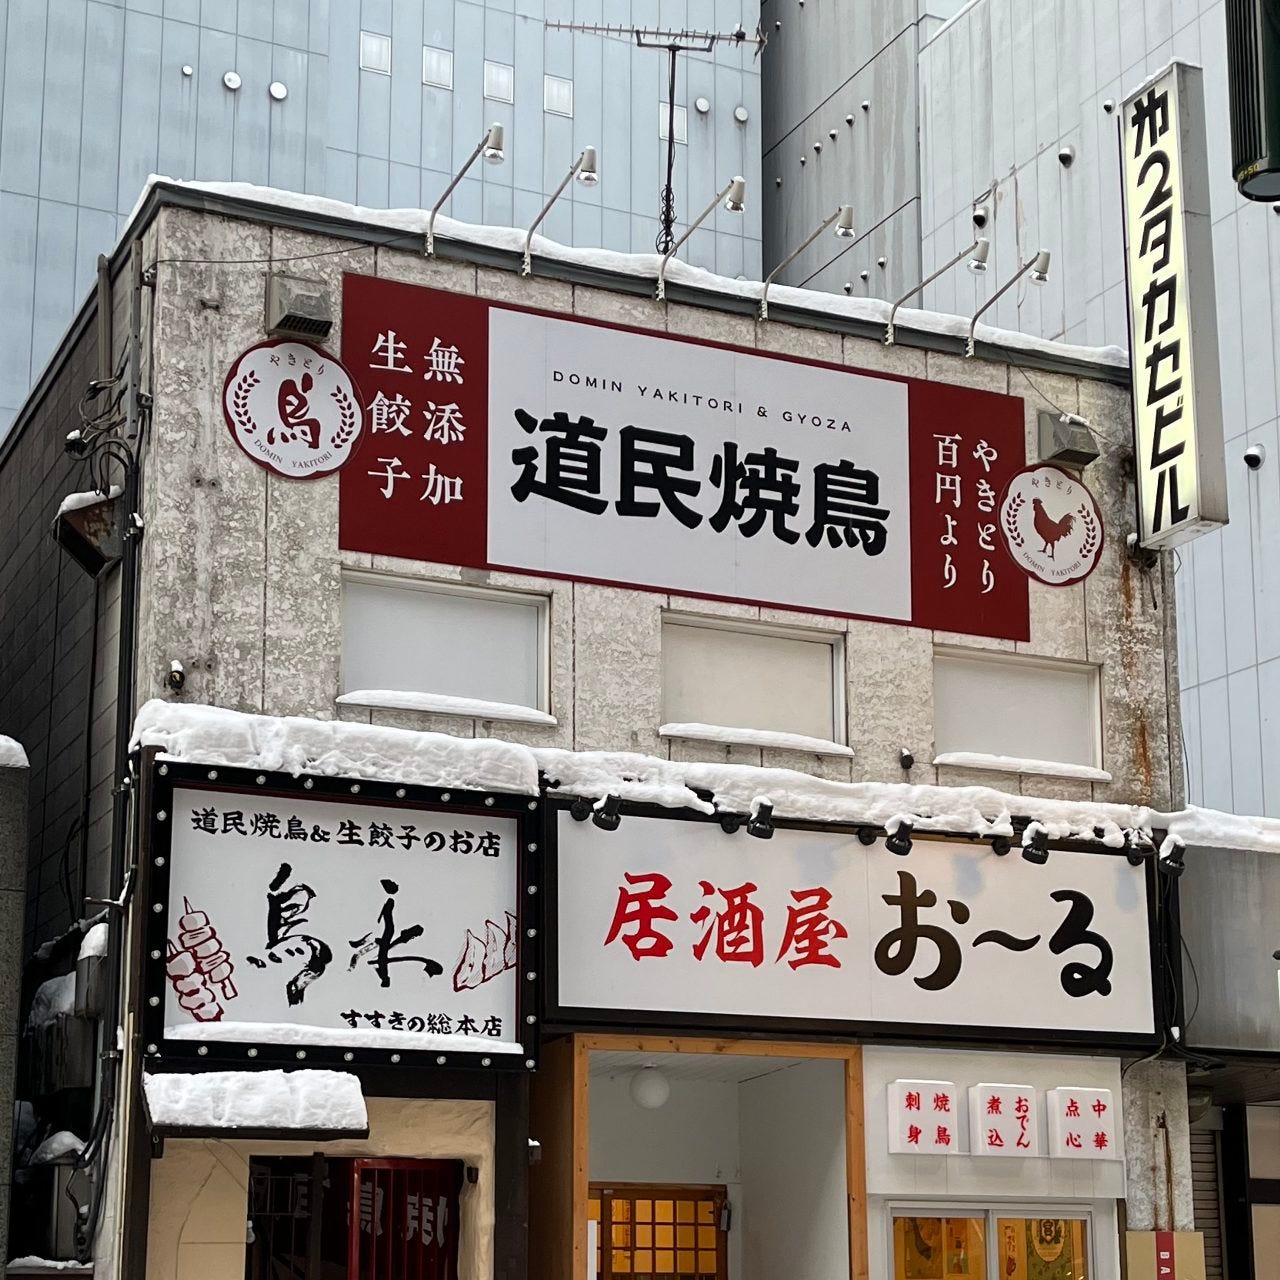 第2タカセビル
やきとり
鳥
DOMIN YAKITORI
無添加
生餃子
DOMIN YAKITORI & GYOZA
道民焼鳥
やきとり
百円より
やきとり
DOMIN YAKITORI
道民焼鳥&生餃子のお店
鳥永
すすきの総本店
居酒屋 お〜る
焼鳥
刺身
おでん
煮込
中華
点心